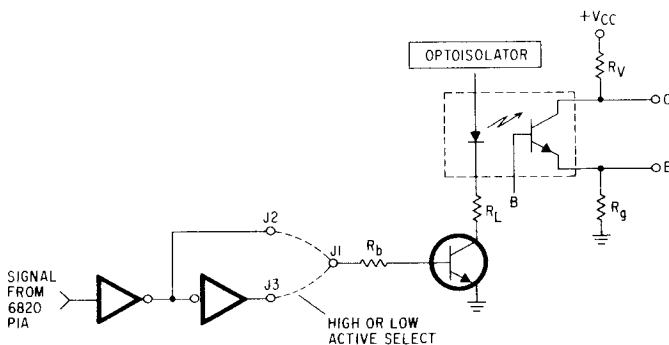 +VCC
RV
OPTOISOLATOR
C
E
B
RL
Rg
J2
J1
Rb
J3
SIGNAL
FROM
6820
PIA
HIGH OR LOW
ACTIVE SELECT